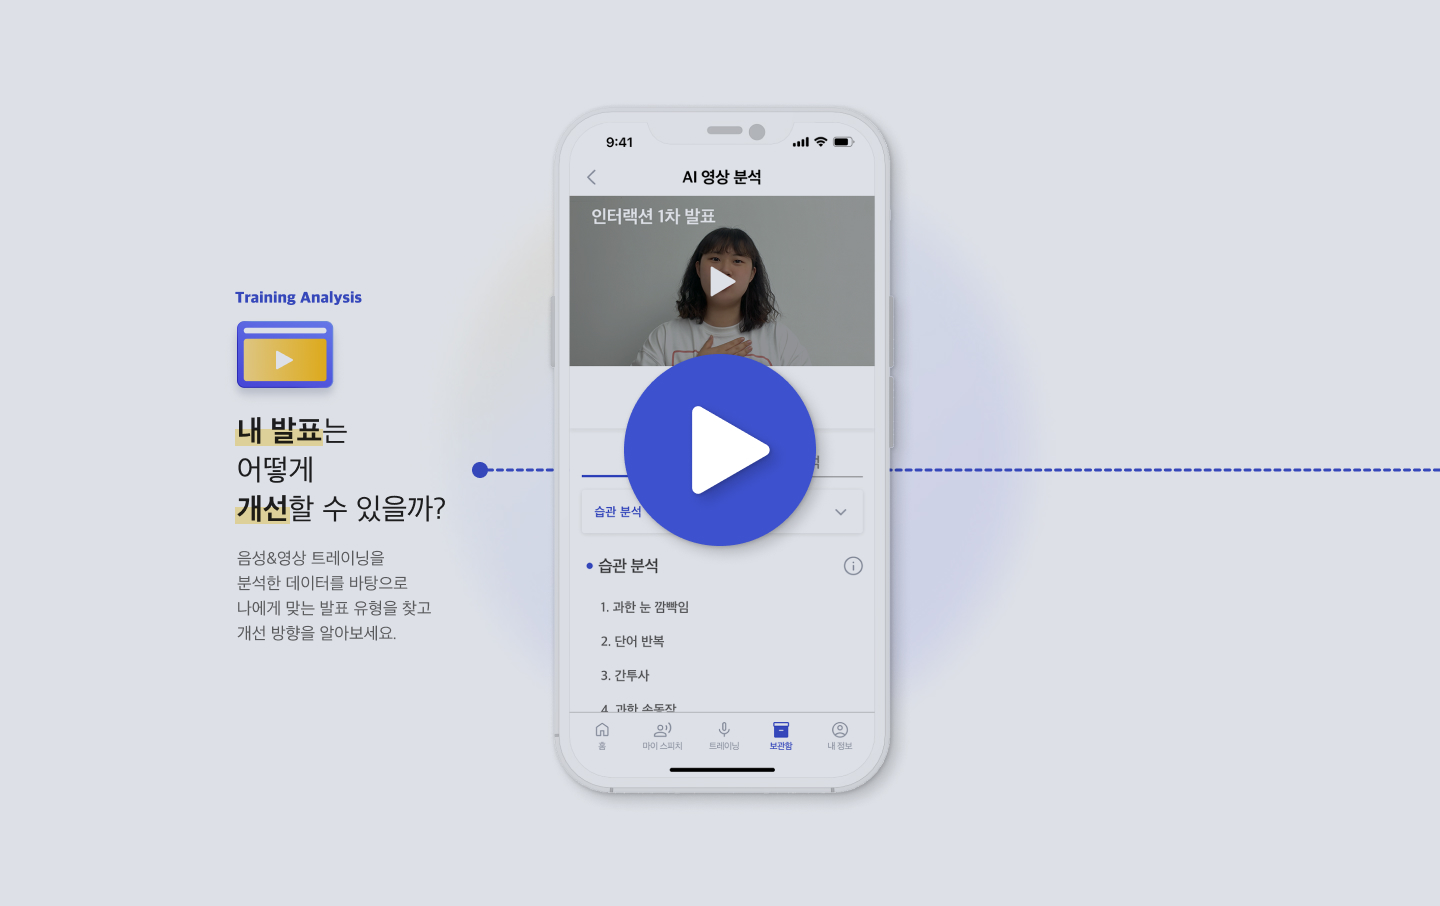 Training Analysis
내 발표는
어떻게
개선할 수 있을까?
음성&영상 트레이닝을
분석한 데이터를 바탕으로
나에게 맞는 발표 유형을 찾고
개선 방향을 알아보세요.
9:41
AI 영상 분석
인터랙션 1차 발표
습관 분석
습관 분석
1. 과한 눈 깜빡임
2. 단어 반복
3. 간투사
4. 과한 손동작
홈
마이 스피치
트레이닝
보관함
내 정보